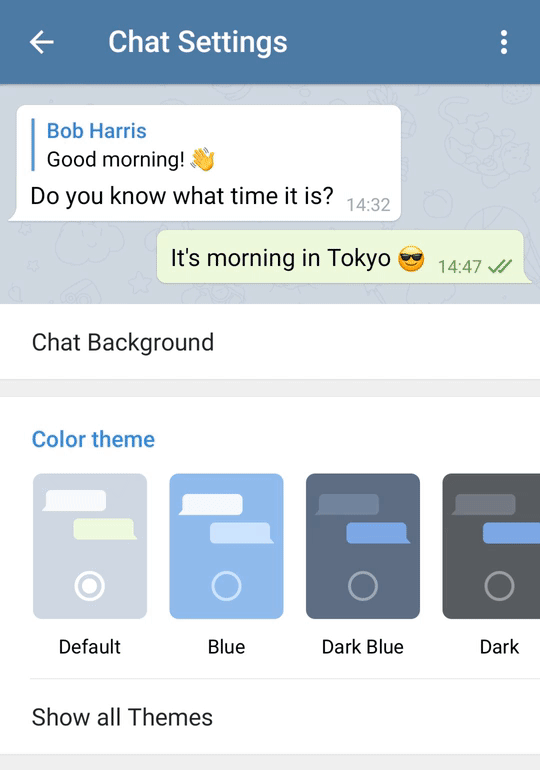 Chat Settings
Bob Harris
Good morning! 👋
Do you know what time it is? 14:32
It's morning in Tokyo 😎 14:47
Chat Background
Color theme
Default Blue Dark Blue Dark
Show all Themes